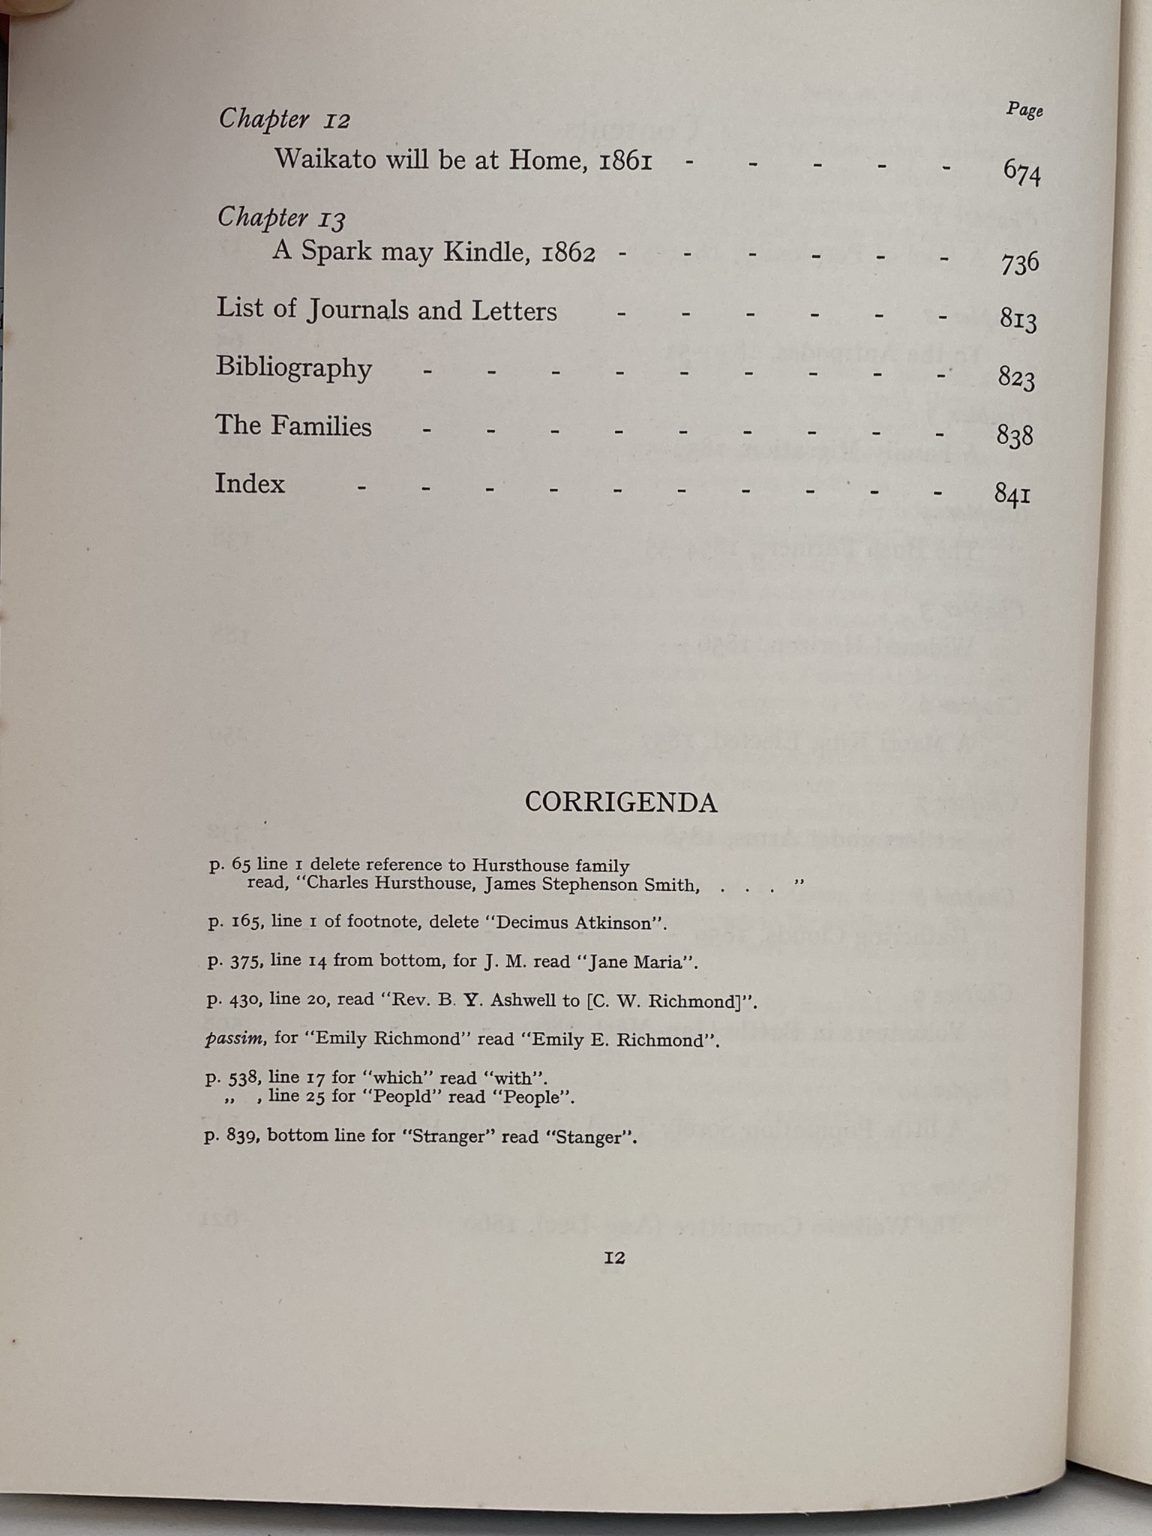 Page
Chapter 12
Waikato will be at Home, 1861 - - - - - 674
Chapter 13
A Spark may Kindle, 1862 - - - - - - 736
List of Journals and Letters - - - - - - 813
Bibliography - - - - - - - - - 823
The Families - - - - - - - - - 838
Index - - - - - - - - - - 841
CORRIGENDA
p. 65 line 1 delete reference to Hursthouse family
read, “Charles Hursthouse, James Stephenson Smith, . . . ”
p. 165, line 1 of footnote, delete “Decimus Atkinson”.
p. 375, line 14 from bottom, for J. M. read “Jane Maria”.
p. 430, line 20, read “Rev. B. Y. Ashwell to [C. W. Richmond]”.
passim, for “Emily Richmond” read “Emily E. Richmond”.
p. 538, line 17 for “which” read “with”.
„ , line 25 for “Peopld” read “People”.
p. 839, bottom line for “Stranger” read “Stanger”.
12